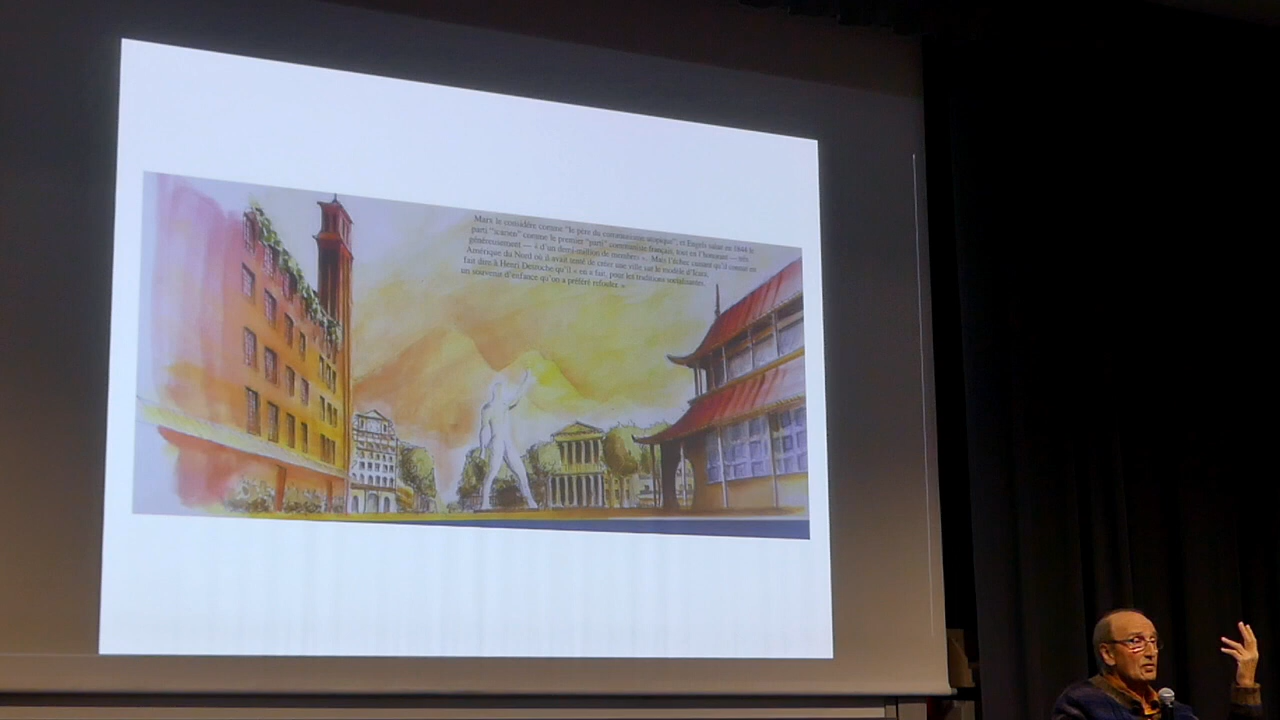 Marx le considère comme "le père du communisme utopique"; et Engels salue en 1844 le
parti "icarien" comme le premier "parti" communiste français, tout en l'honorant — très
généreusement — « d'un demi-million de membres ». Mais l'échec cuisant qu'il connut en
Amérique du Nord où il avait tenté de créer une ville sur le modèle d'Icara,
fait dire à Henri Desroche qu'il « en a fait, pour les traditions socialisantes,
un souvenir d'enfance qu'on a préféré refouler. »